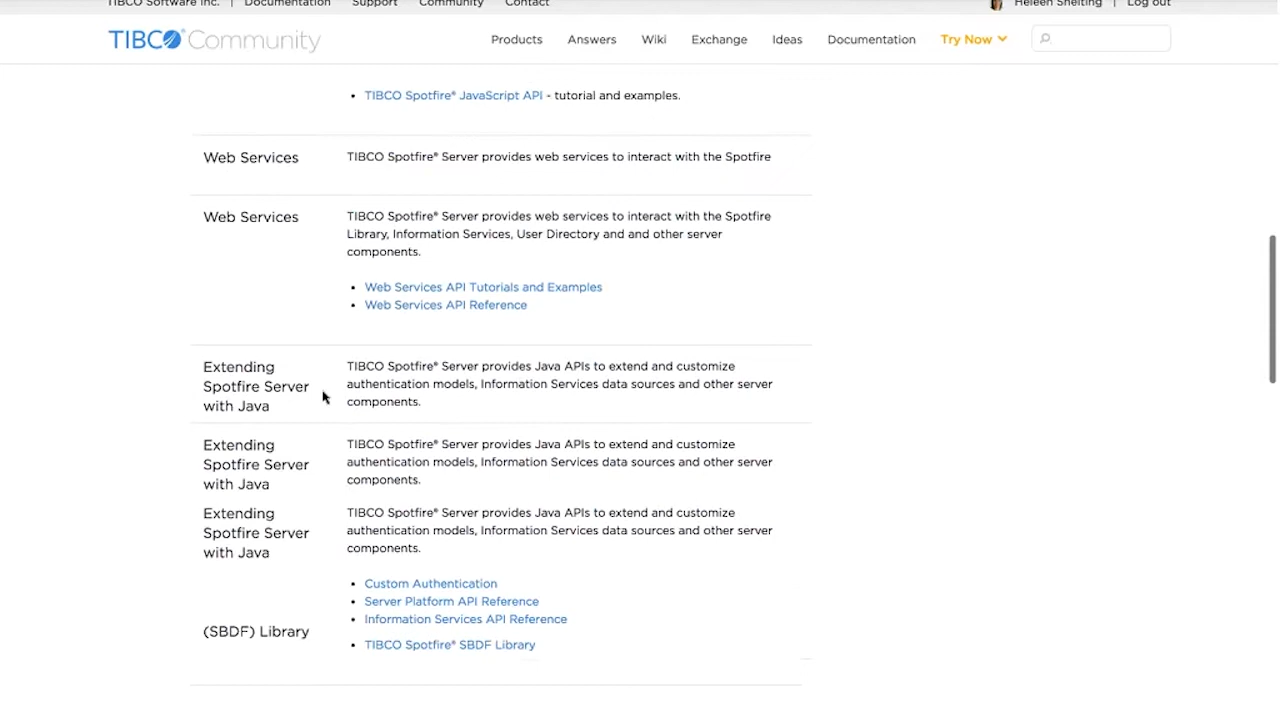 TIBCO Software Inc. | Documentation Support Community Contact Heleen Snelting | Log out
TIBCO® Community Products Answers Wiki Exchange Ideas Documentation Try Now
• TIBCO Spotfire® JavaScript API - tutorial and examples.
Web Services
TIBCO Spotfire® Server provides web services to interact with the Spotfire
Web Services
TIBCO Spotfire® Server provides web services to interact with the Spotfire
Library, Information Services, User Directory and and other server
components.
• Web Services API Tutorials and Examples
• Web Services API Reference
Extending
Spotfire Server
with Java
TIBCO Spotfire® Server provides Java APIs to extend and customize
authentication models, Information Services data sources and other server
components.
Extending
Spotfire Server
with Java
TIBCO Spotfire® Server provides Java APIs to extend and customize
authentication models, Information Services data sources and other server
components.
Extending
Spotfire Server
with Java
TIBCO Spotfire® Server provides Java APIs to extend and customize
authentication models, Information Services data sources and other server
components.
• Custom Authentication
• Server Platform API Reference
• Information Services API Reference
(SBDF) Library
• TIBCO Spotfire® SBDF Library